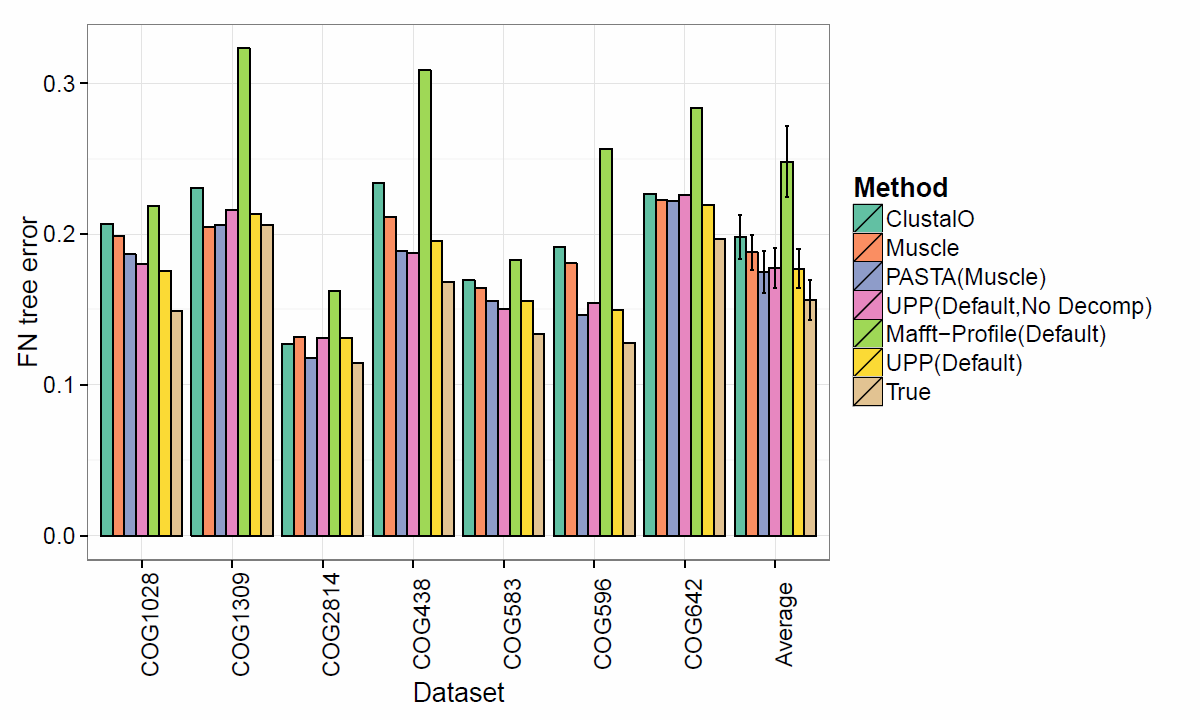 FN tree error
0.3
0.2
0.1
0.0
COG1028
COG1309
COG2814
COG438
COG583
COG596
COG642
Average
Dataset
Method
ClustalO
Muscle
PASTA(Muscle)
UPP(Default,No Decomp)
Mafft−Profile(Default)
UPP(Default)
True